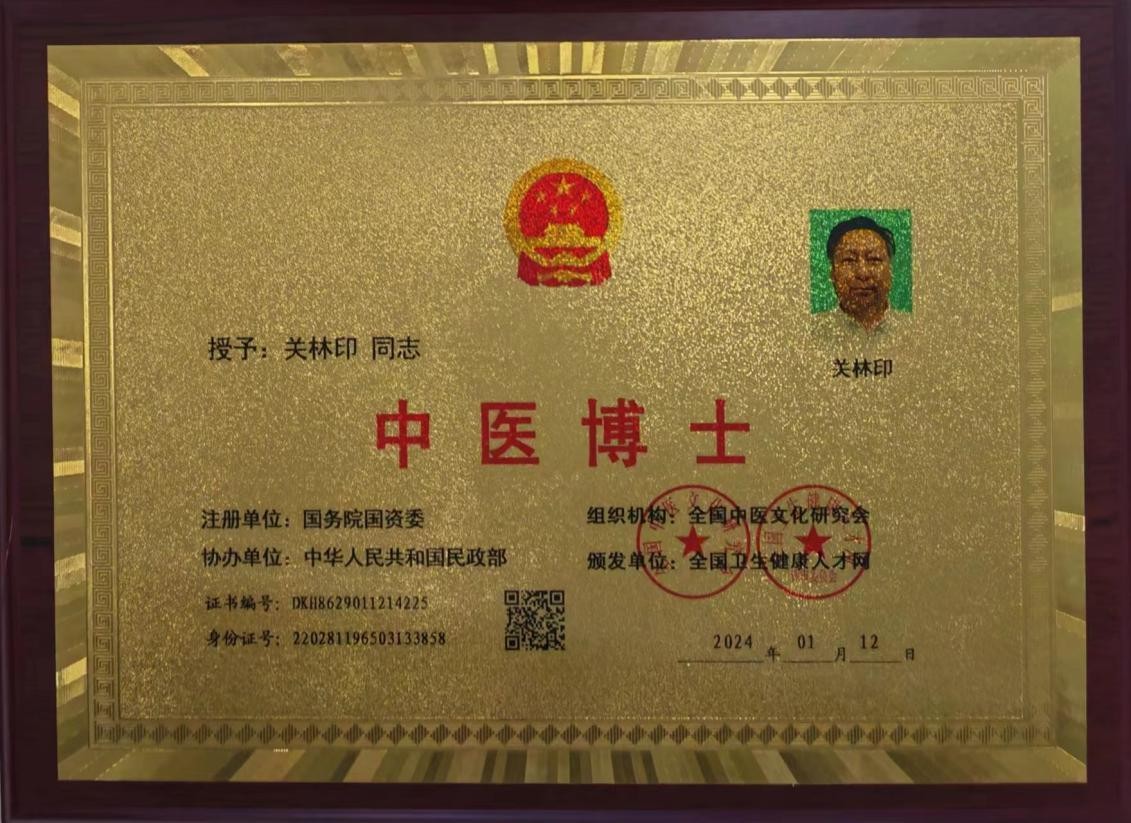 授予：关林印 同志
关林印
中医博士
注册单位：国务院国资委
组织机构：全国中医文化研究会
协办单位：中华人民共和国民政部
颁发单位：全国卫生健康人才网
证书编号：DKH8629011214225
身份证号：220281196503133858
2024 年 01 月 12 日